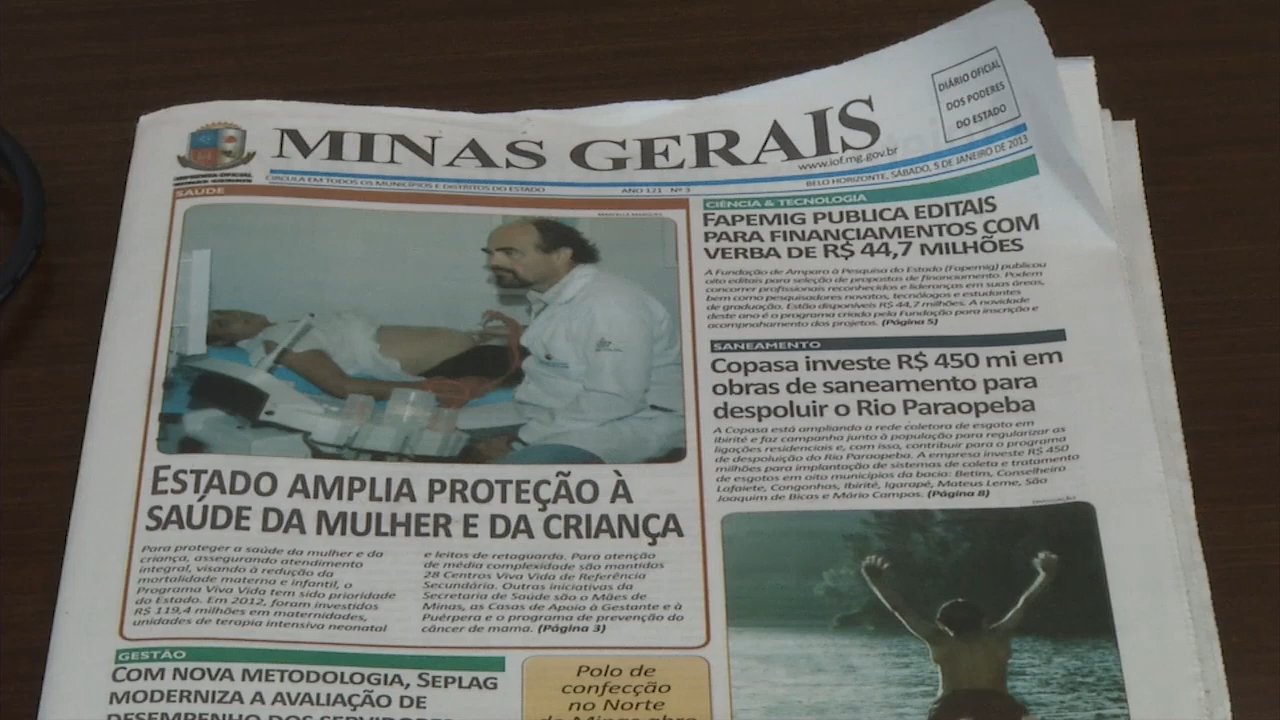 MINAS GERAIS
www.iof.mg.gov.br
DIÁRIO OFICIAL
DOS PODERES
DO ESTADO
CIRCULA EM TODOS OS MUNICÍPIOS E DISTRITOS DO ESTADO
ANO 121 - Nº 3
BELO HORIZONTE, SÁBADO, 5 DE JANEIRO DE 2013
SAÚDE
ESTADO AMPLIA PROTEÇÃO À
SAÚDE DA MULHER E DA CRIANÇA
Para proteger a saúde da mulher e da
criança, assegurando atendimento
integral, visando à redução da
mortalidade materna e infantil, o
Programa Viva Vida tem sido prioridade
do Estado. Em 2012, foram investidos
R$ 119,4 milhões em maternidades,
unidades de terapia intensiva neonatal
e leitos de retaguarda. Para atenção
de média complexidade são mantidos
28 Centros Viva Vida de Referência
Secundária. Outras iniciativas da
Secretaria de Saúde são o Mães de
Minas, as Casas de Apoio à Gestante e à
Puérpera e o programa de prevenção do
câncer de mama. (Página 3)
CIÊNCIA & TECNOLOGIA
FAPEMIG PUBLICA EDITAIS
PARA FINANCIAMENTOS COM
VERBA DE R$ 44,7 MILHÕES
A Fundação de Amparo à Pesquisa do Estado (Fapemig) publicou
oito editais para seleção de propostas de financiamento. Podem
concorrer profissionais reconhecidos e lideranças em suas áreas,
bem como pesquisadores novatos, tecnólogos e estudantes
de graduação. Estão disponíveis R$ 44,7 milhões. A novidade
deste ano é o programa criado pela Fundação para inscrição e
acompnahamento dos projetos. (Página 5)
SANEAMENTO
Copasa investe R$ 450 mi em
obras de saneamento para
despoluir o Rio Paraopeba
A Copasa está ampliando a rede coletora de esgoto em
Ibirité e faz campanha junto à população para regularizar as
ligações residenciais e, com isso, contribuir para o programa
de despoluição do Rio Paraopeba. A empresa investe R$ 450
milhões para implantação de sistemas de coleta e tratamento
de esgotos em oito municípios da bacia: Betim, Conselheiro
Lafaiete, Congonhas, Ibirité, Igarapé, Mateus Leme, São
Joaquim de Bicas e Mário Campos. (Página 8)
GESTÃO
COM NOVA METODOLOGIA, SEPLAG
MODERNIZA A AVALIAÇÃO DE
DESEMPENHO DOS SERVIDORES
Polo de
confecção
no Norte
de Minas abre